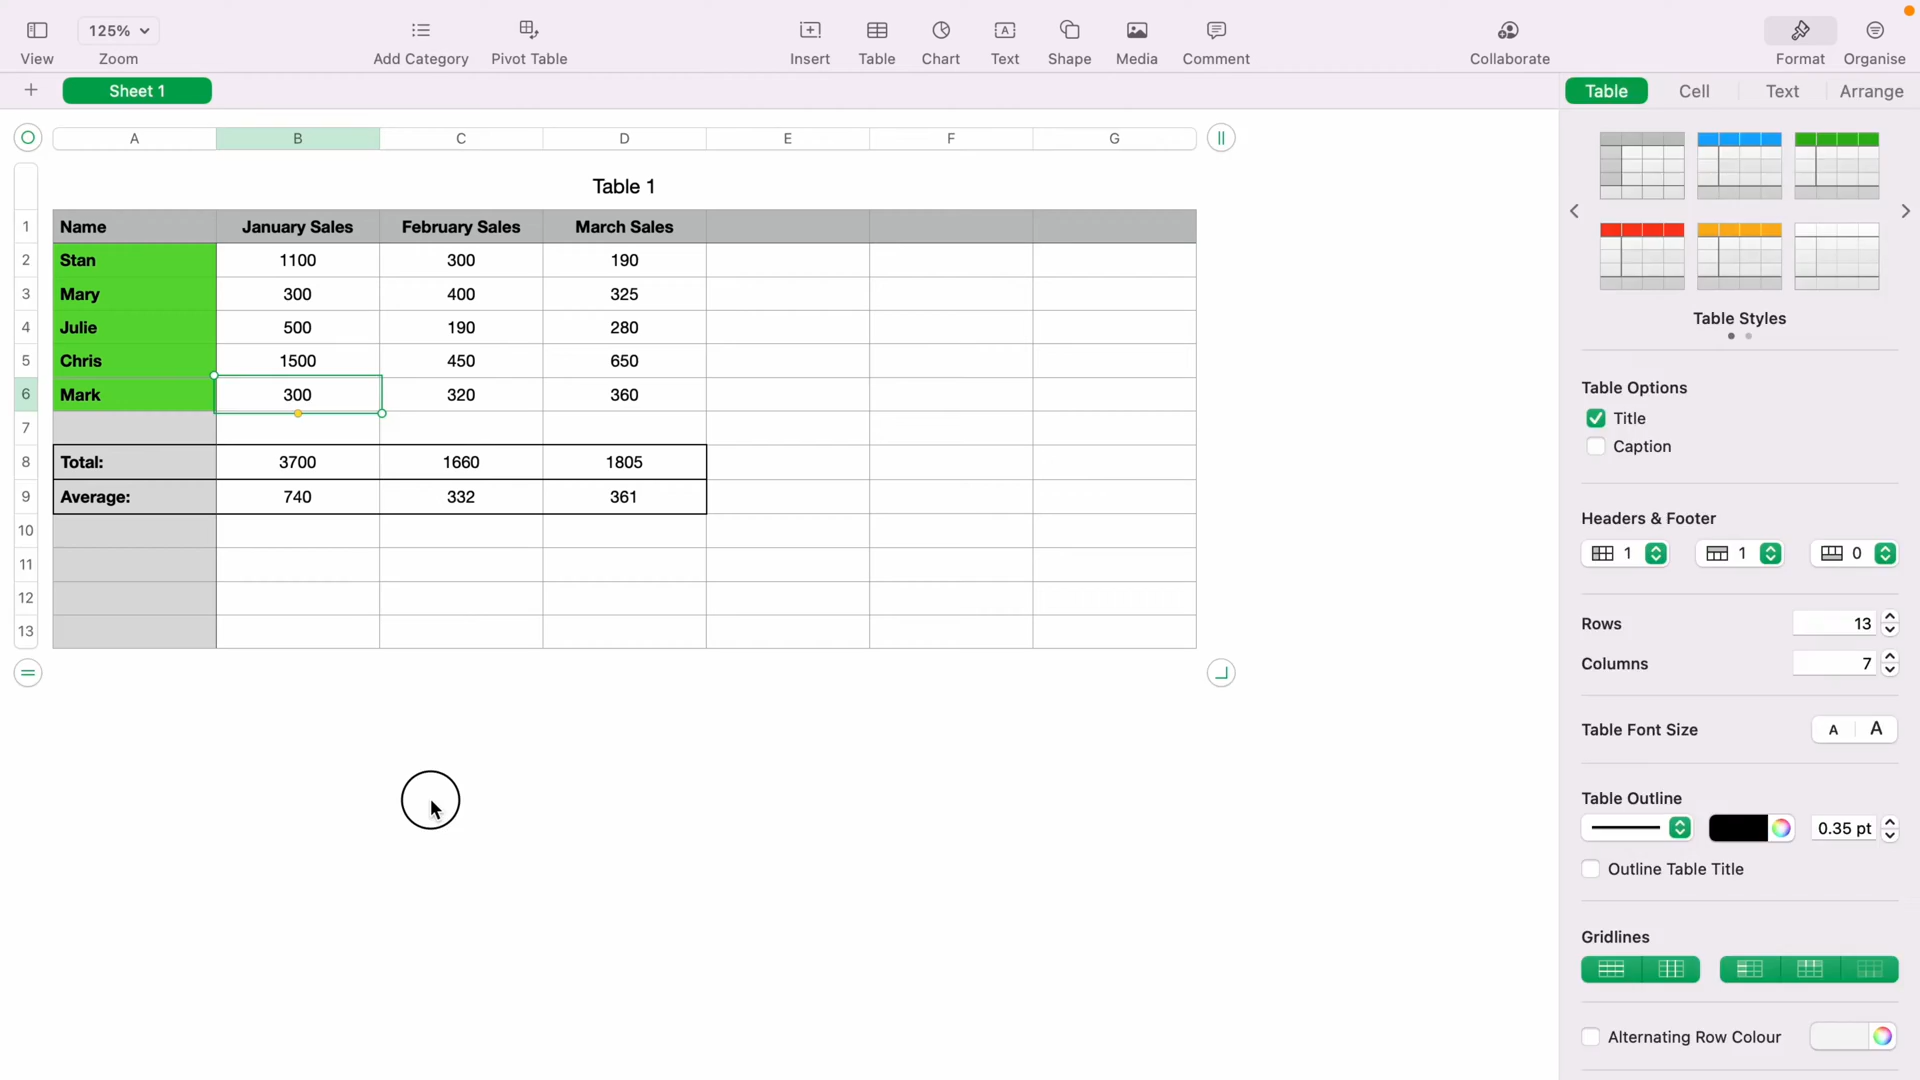 125%
View
Zoom
Add Category
Pivot Table
Insert
Table
Chart
Text
Shape
Media
Comment
Collaborate
Format
Organise
Sheet 1
Table
Cell
Text
Arrange
A B C D E F G
Table 1
1 Name January Sales February Sales March Sales
2 Stan 1100 300 190
3 Mary 300 400 325
4 Julie 500 190 280
5 Chris 1500 450 650
6 Mark 300 320 360
7
8 Total: 3700 1660 1805
9 Average: 740 332 361
10
11
12
13
Table Styles
Table Options
Title
Caption
Headers & Footer
1 1 0
Rows 13
Columns 7
Table Font Size A A
Table Outline
0.35 pt
Outline Table Title
Gridlines
Alternating Row Colour